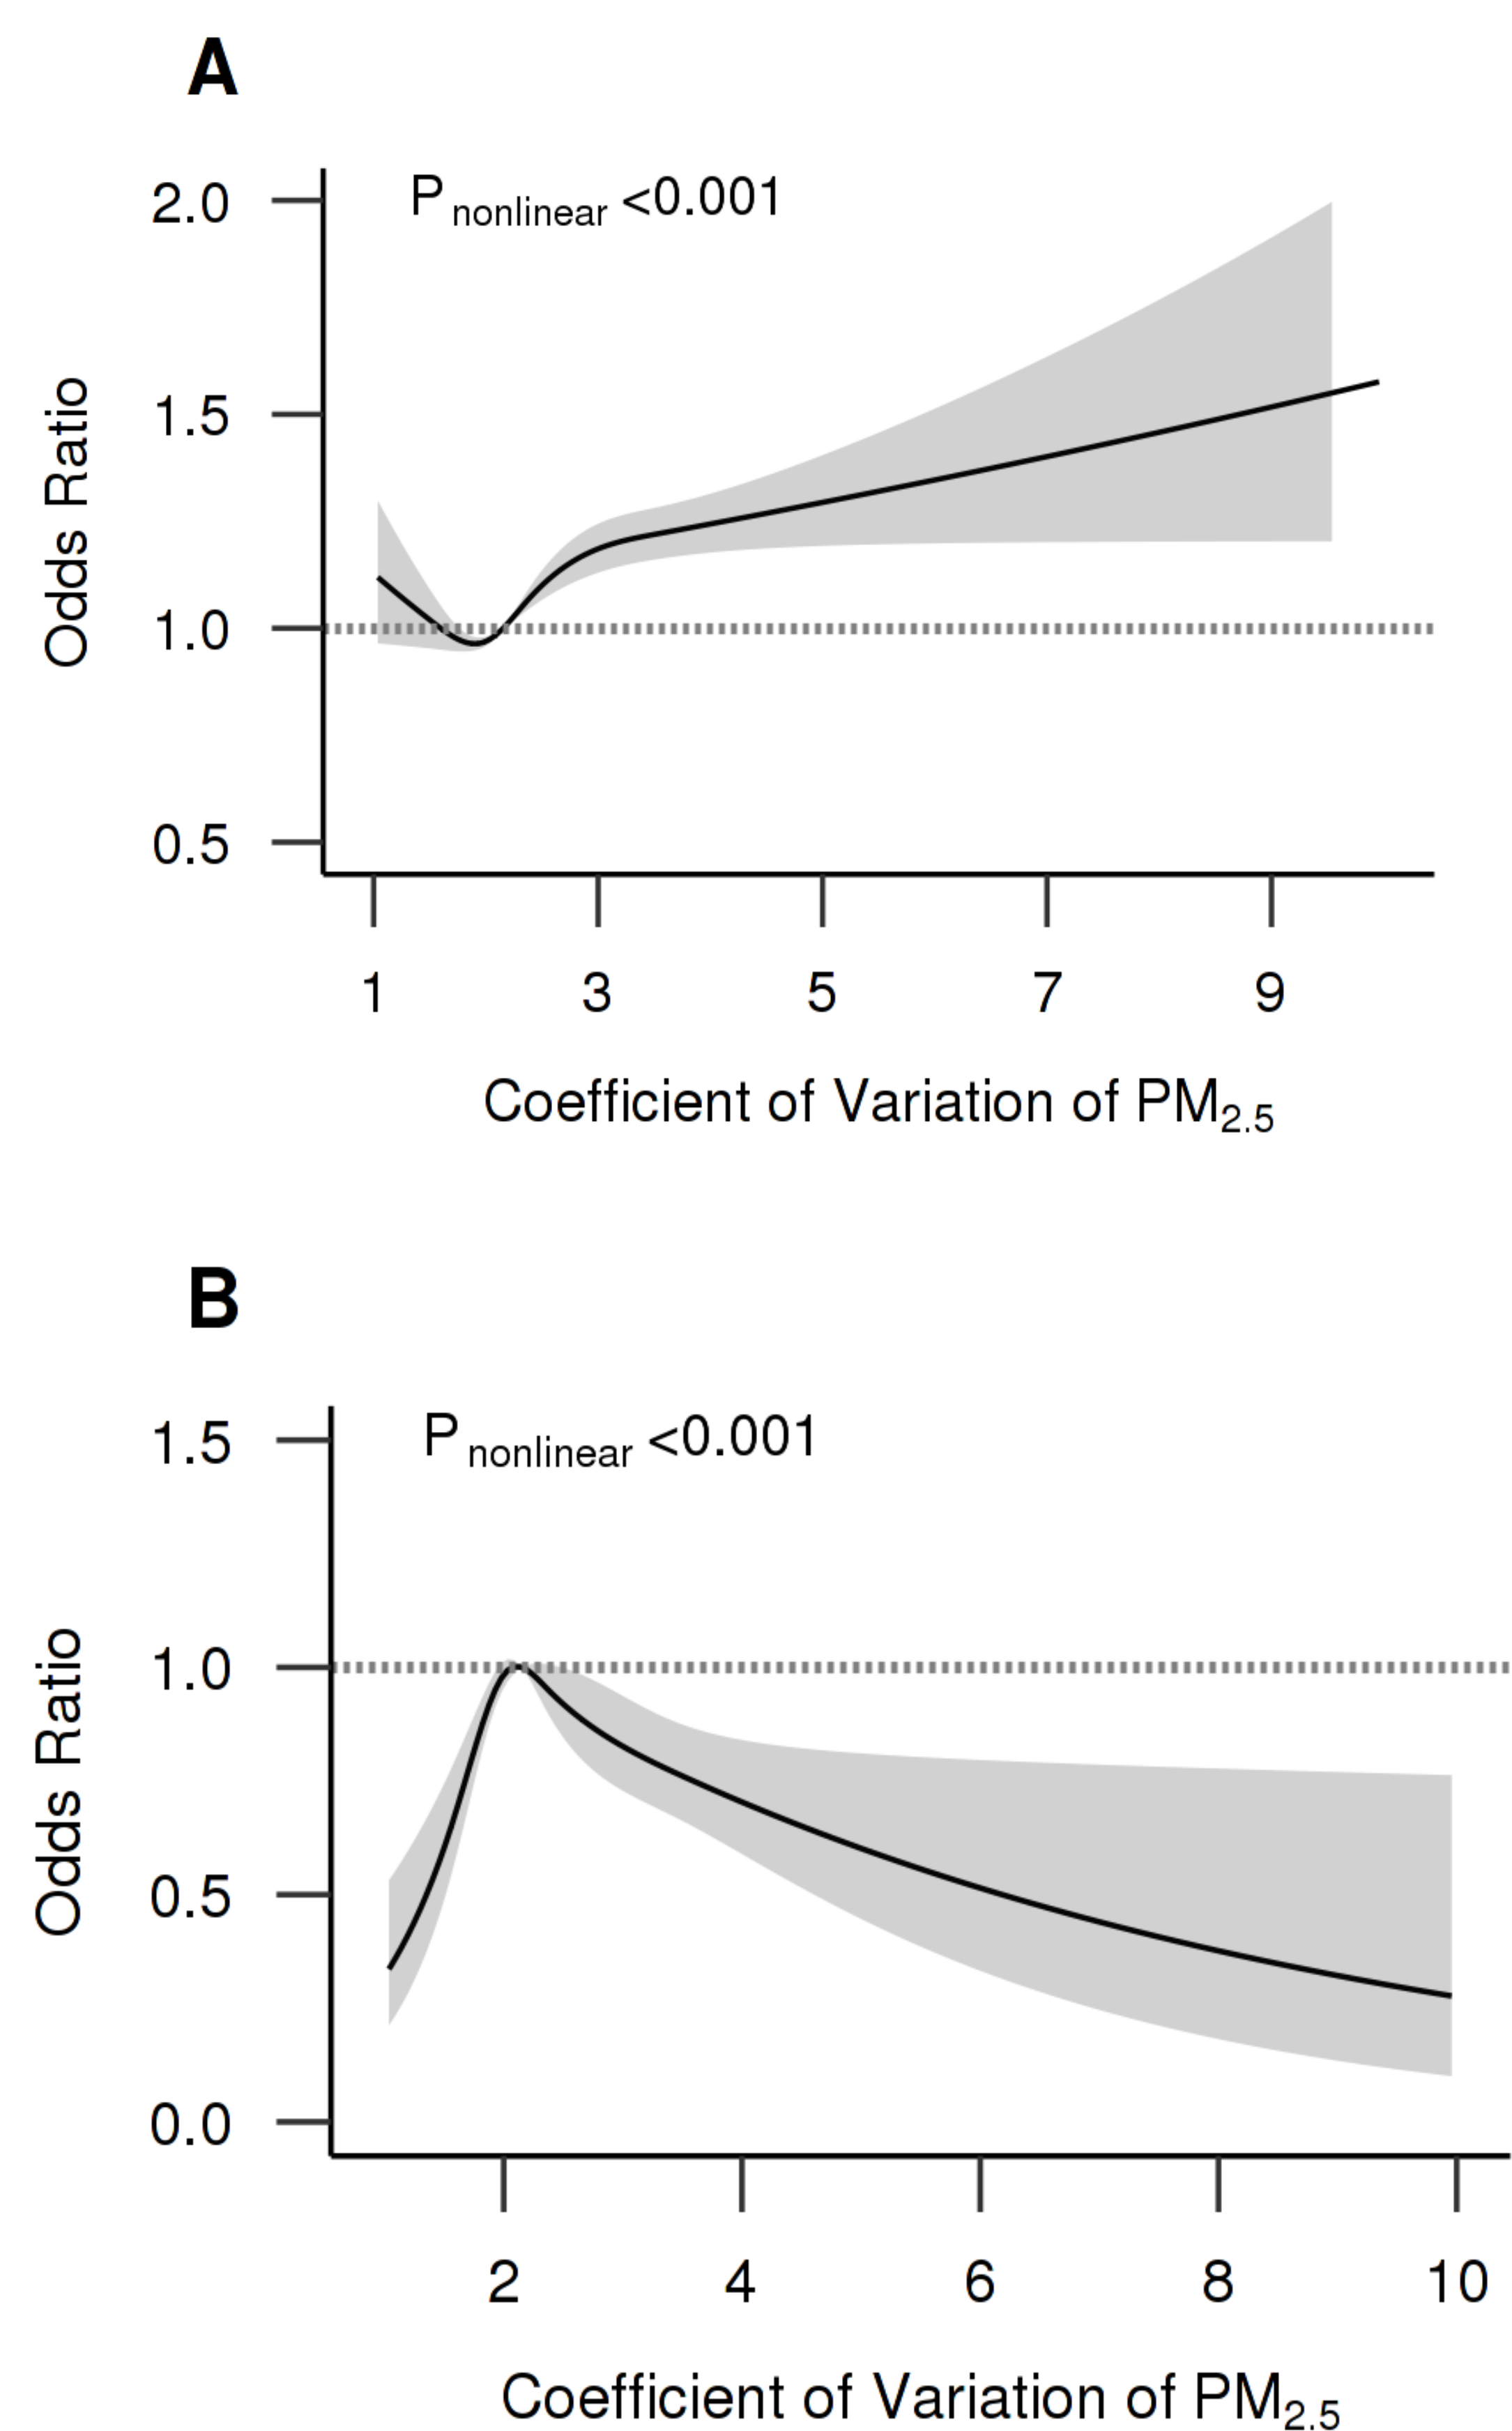 A
P nonlinear <0.001
2.0
1.5
1.0
0.5
Odds Ratio
1 3 5 7 9
Coefficient of Variation of PM2.5
B
P nonlinear <0.001
1.5
1.0
0.5
0.0
Odds Ratio
2 4 6 8 10
Coefficient of Variation of PM2.5